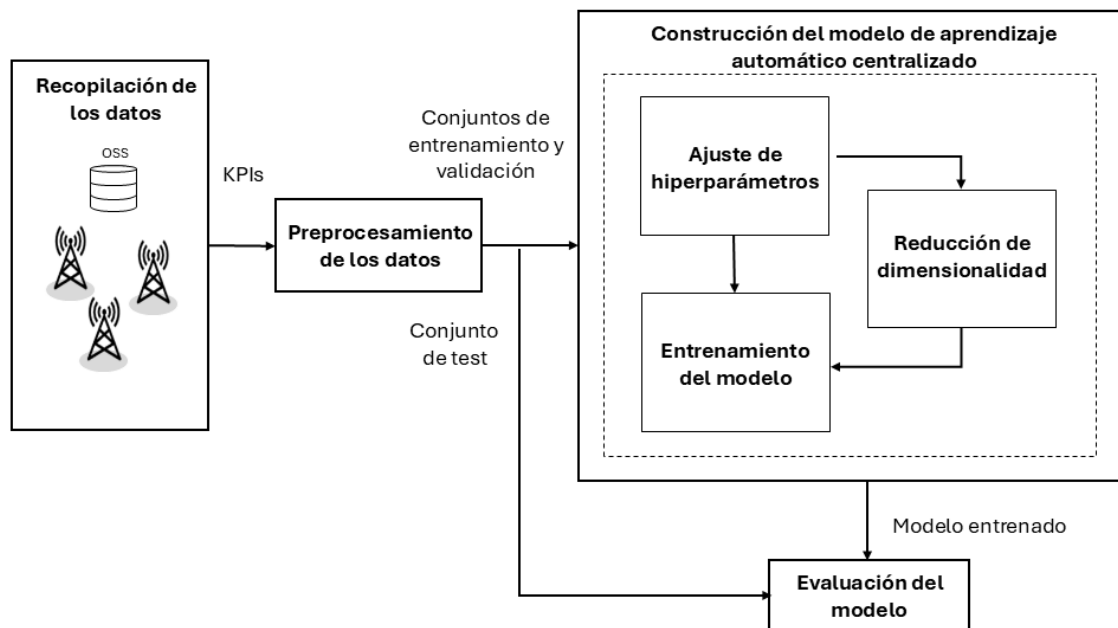 Recopilación de
los datos
OSS
KPIs
Preprocesamiento
de los datos
Conjuntos de
entrenamiento y
validación
Conjunto
de test
Construcción del modelo de aprendizaje
automático centralizado
Ajuste de
hiperparámetros
Reducción de
dimensionalidad
Entrenamiento
del modelo
Modelo entrenado
Evaluación del
modelo